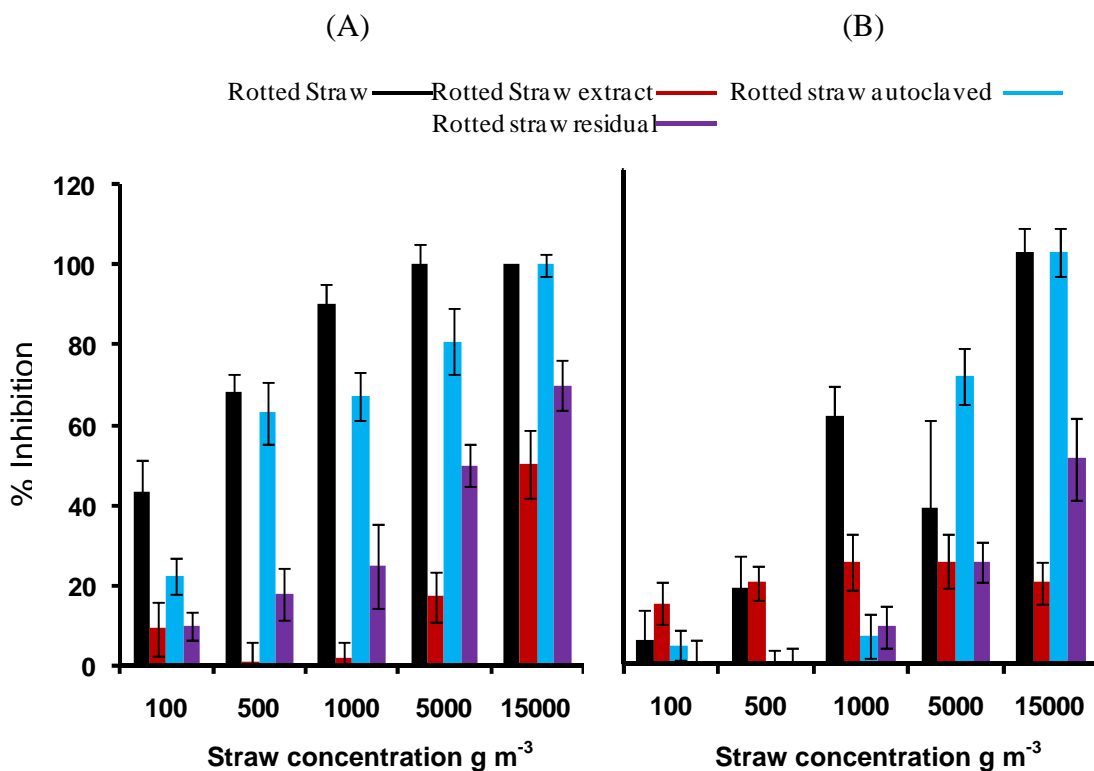 (A) (B)
Rotted Straw Rotted Straw extract Rotted straw autoclaved
Rotted straw residual
120
100
80
60
40
20
0
% Inhibition
100 500 1000 5000 15000 100 500 1000 5000 15000
Straw concentration g m⁻³ Straw concentration g m⁻³